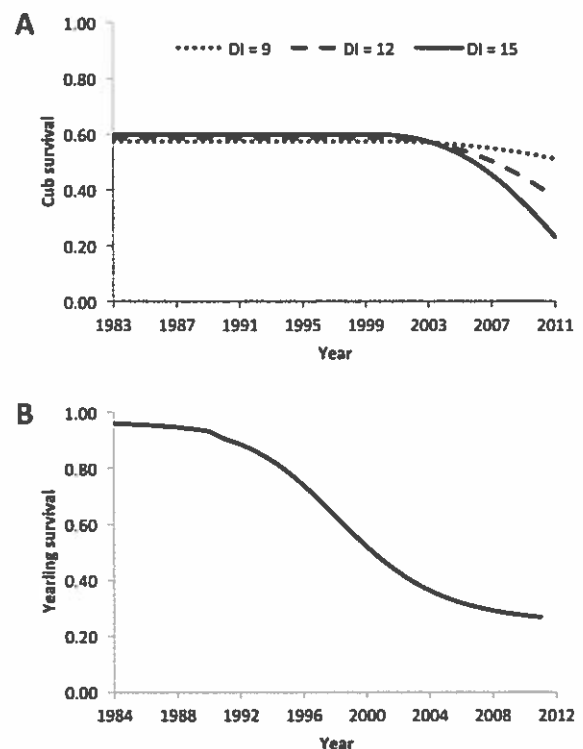 A
1.00
DI = 9 DI = 12 DI = 15
0.80
0.60
0.40
0.20
0.00
Cub survival
1983 1987 1991 1995 1999 2003 2007 2011
Year
B
1.00
0.80
0.60
0.40
0.20
0.00
Yearling survival
1984 1988 1992 1996 2000 2004 2008 2012
Year